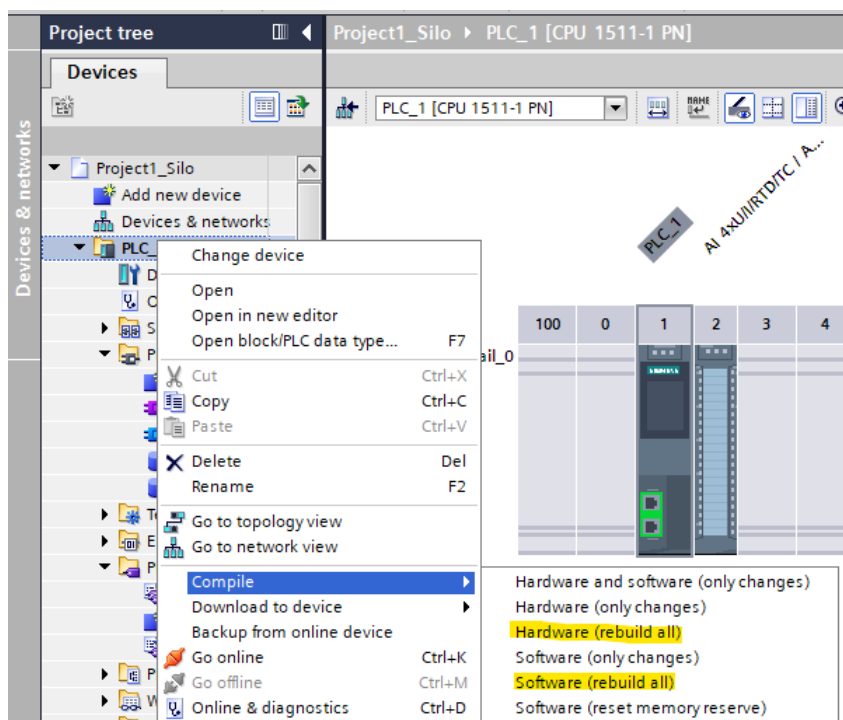 Project tree
Project1_Silo PLC_1 [CPU 1511-1 PN]
Devices
PLC_1 [CPU 1511-1 PN]
NAME
Devices & networks
Project1_Silo
Add new device
Devices & networks
PLC_
PLC_1
AI 4xU/I/RTD/TC / A...
100 0 1 2 3 4
ail_0
SIEMENS
Change device
Open
Open in new editor
Open block/PLC data type... F7
Cut Ctrl+X
Copy Ctrl+C
Paste Ctrl+V
Delete Del
Rename F2
Go to topology view
Go to network view
Compile
Download to device
Backup from online device
Go online Ctrl+K
Go offline Ctrl+M
Online & diagnostics Ctrl+D
Hardware and software (only changes)
Hardware (only changes)
Hardware (rebuild all)
Software (only changes)
Software (rebuild all)
Software (reset memory reserve)
D
O
S
P
T
E
P
P
W